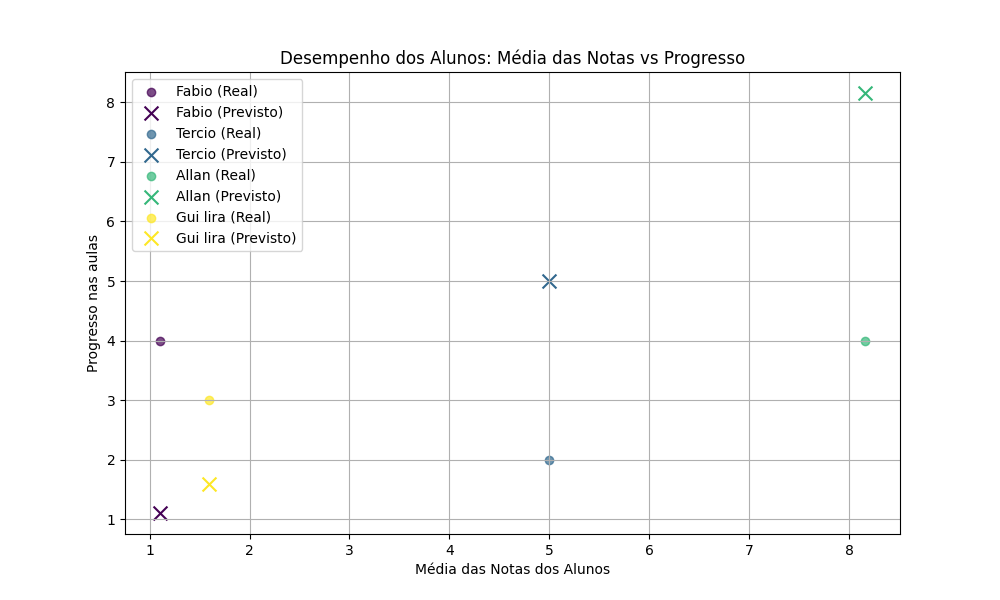 Desempenho dos Alunos: Média das Notas vs Progresso
Fabio (Real)
Fabio (Previsto)
Tercio (Real)
Tercio (Previsto)
Allan (Real)
Allan (Previsto)
Gui lira (Real)
Gui lira (Previsto)
Progresso nas aulas
8
7
6
5
4
3
2
1
1 2 3 4 5 6 7 8
Média das Notas dos Alunos